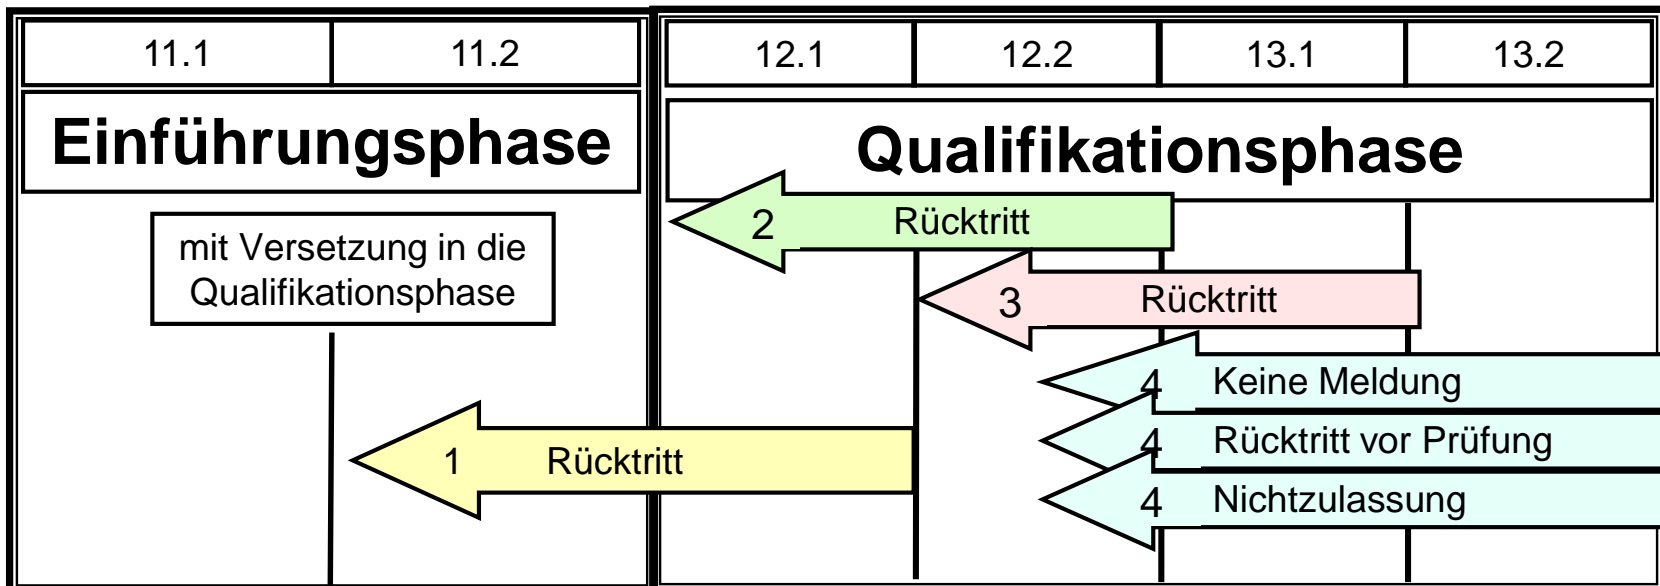 11.1
11.2
12.1
12.2
13.1
13.2
Einführungsphase
Qualifikationsphase
mit Versetzung in die
Qualifikationsphase
2 Rücktritt
3 Rücktritt
4 Keine Meldung
4 Rücktritt vor Prüfung
1 Rücktritt
4 Nichtzulassung